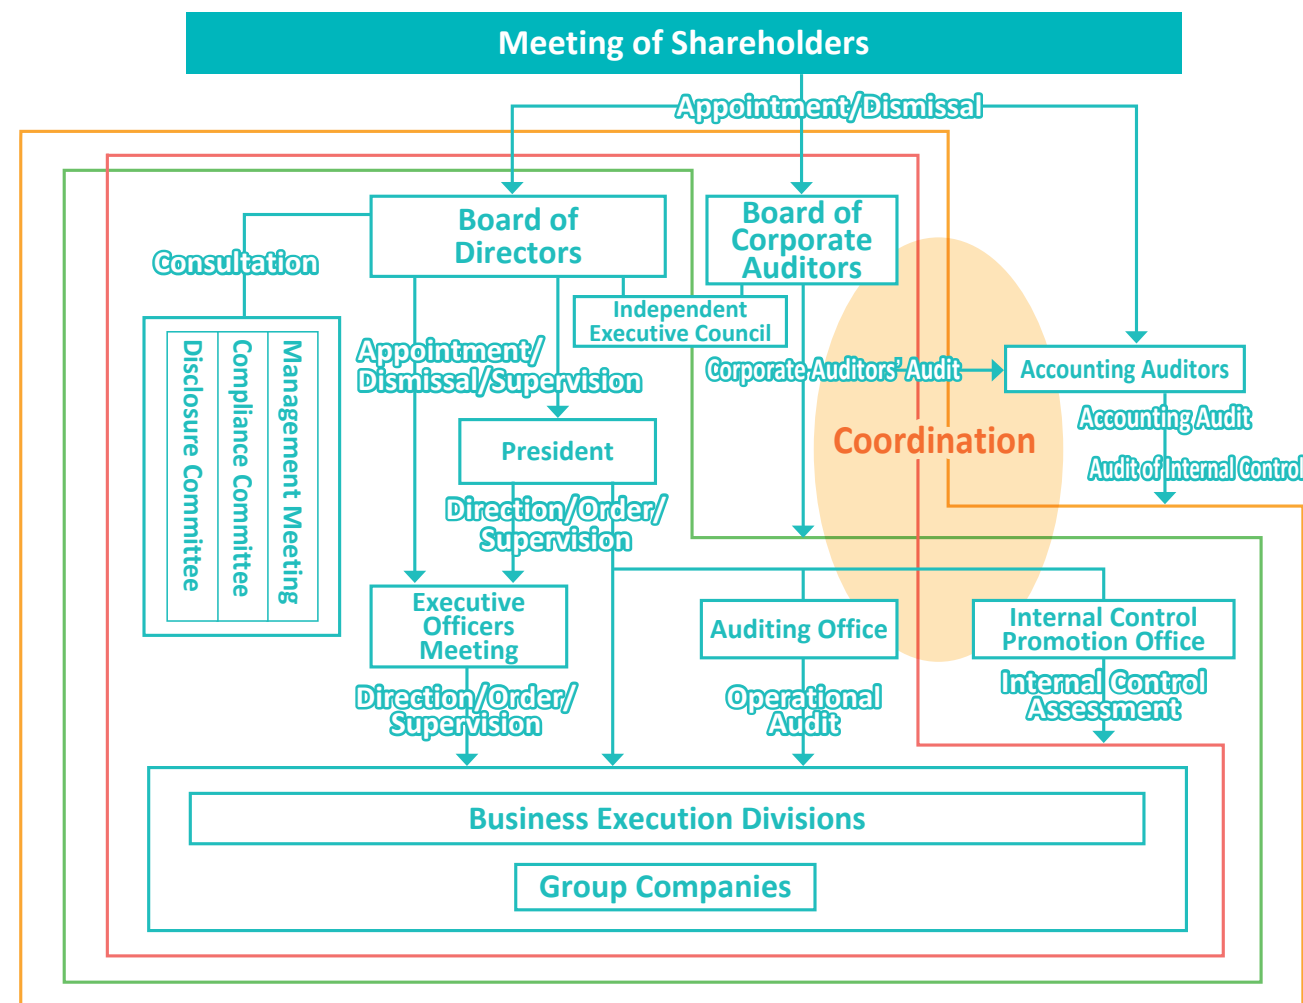 Meeting of Shareholders
Appointment/Dismissal
Board of
Directors
Board of
Corporate
Auditors
Consultation
Independent
Executive Council
Appointment/
Dismissal/Supervision
Corporate Auditors' Audit
Accounting Auditors
Management Meeting
Compliance Committee
Disclosure Committee
Accounting Audit
Coordination
President
Audit of Internal Control
Direction/Order/
Supervision
Executive
Officers
Meeting
Auditing Office
Internal Control
Promotion Office
Direction/Order/
Supervision
Operational
Audit
Internal Control
Assessment
Business Execution Divisions
Group Companies